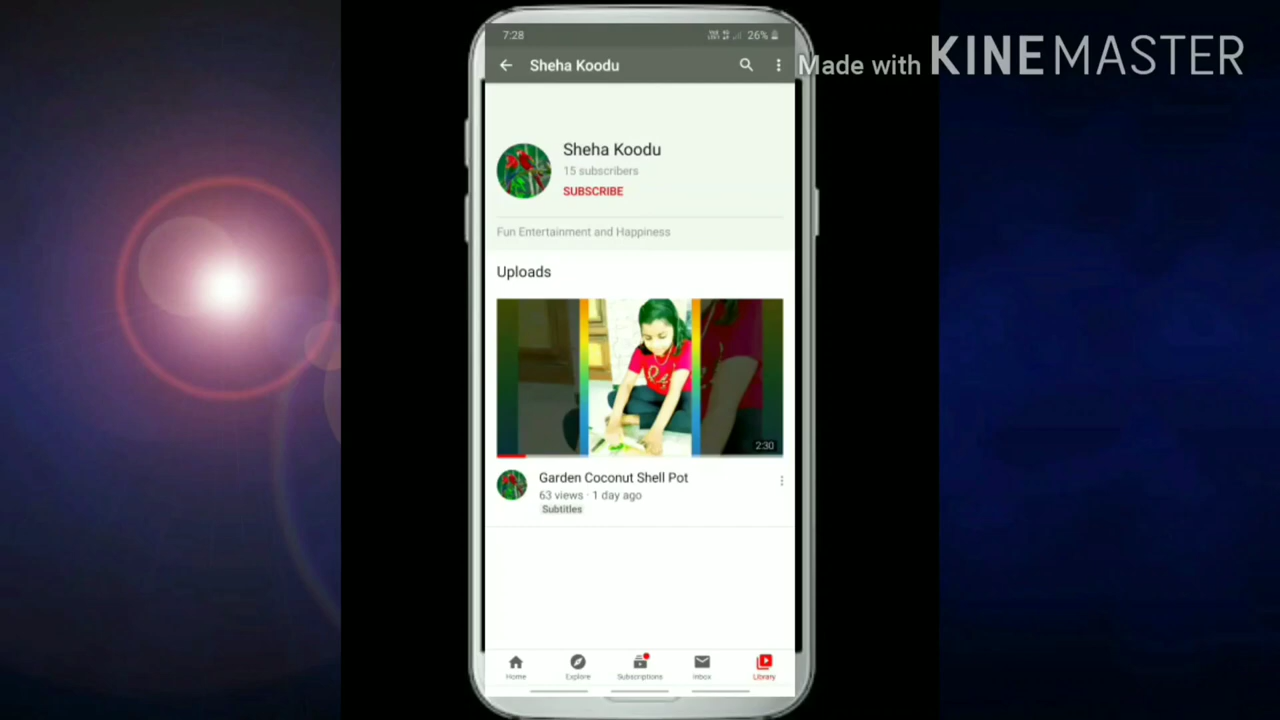 7:28
26%
Sheha Koodu
Made with KINEMASTER
Sheha Koodu
15 subscribers
SUBSCRIBE
Fun Entertainment and Happiness
Uploads
2:30
Garden Coconut Shell Pot
63 views · 1 day ago
Subtitles
Home
Explore
Subscriptions
Inbox
Library